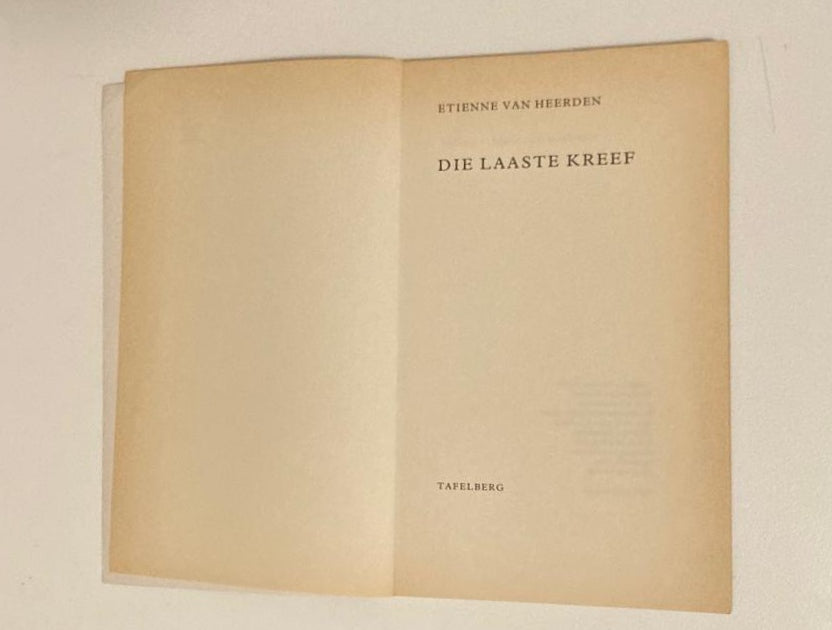 ETIENNE VAN HEERDEN
DIE LAASTE KREEF
TAFELBERG